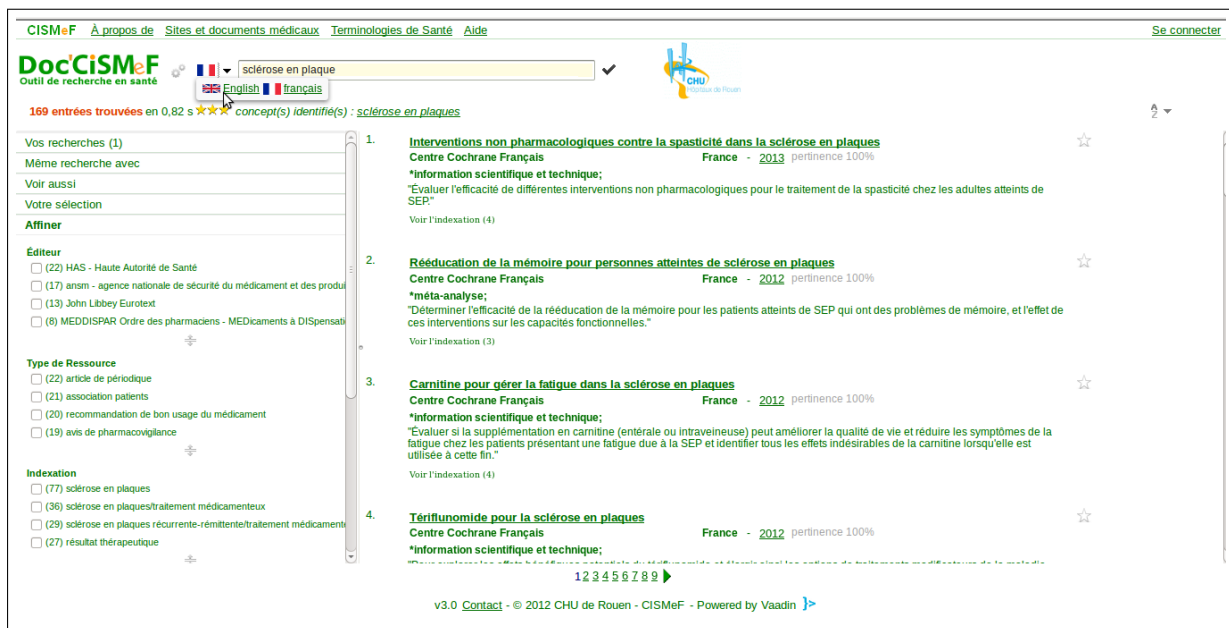 CISMeF À propos de Sites et documents médicaux Terminologies de Santé Aide Se connecter
Doc'CiSMeF
Outil de recherche en santé
sclérose en plaque
English français
CHU
Hôpitaux de Rouen
169 entrées trouvées en 0,82 s concept(s) identifié(s) : sclérose en plaques
A
Z
Vos recherches (1)
Même recherche avec
Voir aussi
Votre sélection
Affiner
Éditeur
(22) HAS - Haute Autorité de Santé
(17) ansm - agence nationale de sécurité du médicament et des produi
(13) John Libbey Eurotext
(8) MEDDISPAR Ordre des pharmaciens - MEDicaments à DISpensati
Type de Ressource
(22) article de périodique
(21) association patients
(20) recommandation de bon usage du médicament
(19) avis de pharmacovigilance
Indexation
(77) sclérose en plaques
(36) sclérose en plaques/traitement médicamenteux
(29) sclérose en plaques récurrente-rémittente/traitement médicamente
(27) résultat thérapeutique
1. Interventions non pharmacologiques contre la spasticité dans la sclérose en plaques
Centre Cochrane Français France - 2013 pertinence 100%
*information scientifique et technique;
"Évaluer l'efficacité de différentes interventions non pharmacologiques pour le traitement de la spasticité chez les adultes atteints de
SEP."
Voir l'indexation (4)
2. Rééducation de la mémoire pour personnes atteintes de sclérose en plaques
Centre Cochrane Français France - 2012 pertinence 100%
*méta-analyse;
"Déterminer l'efficacité de la rééducation de la mémoire pour les patients atteints de SEP qui ont des problèmes de mémoire, et l'effet de
ces interventions sur les capacités fonctionnelles."
Voir l'indexation (3)
3. Carnitine pour gérer la fatigue dans la sclérose en plaques
Centre Cochrane Français France - 2012 pertinence 100%
*information scientifique et technique;
"Évaluer si la supplémentation en carnitine (entérale ou intraveineuse) peut améliorer la qualité de vie et réduire les symptômes de la
fatigue chez les patients présentant une fatigue due à la SEP et identifier tous les effets indésirables de la carnitine lorsqu'elle est
utilisée à cette fin."
Voir l'indexation (4)
4. Tériflunomide pour la sclérose en plaques
Centre Cochrane Français France - 2012 pertinence 100%
*information scientifique et technique;
1 2 3 4 5 6 7 8 9
v3.0 Contact - © 2012 CHU de Rouen - CISMeF - Powered by Vaadin }>